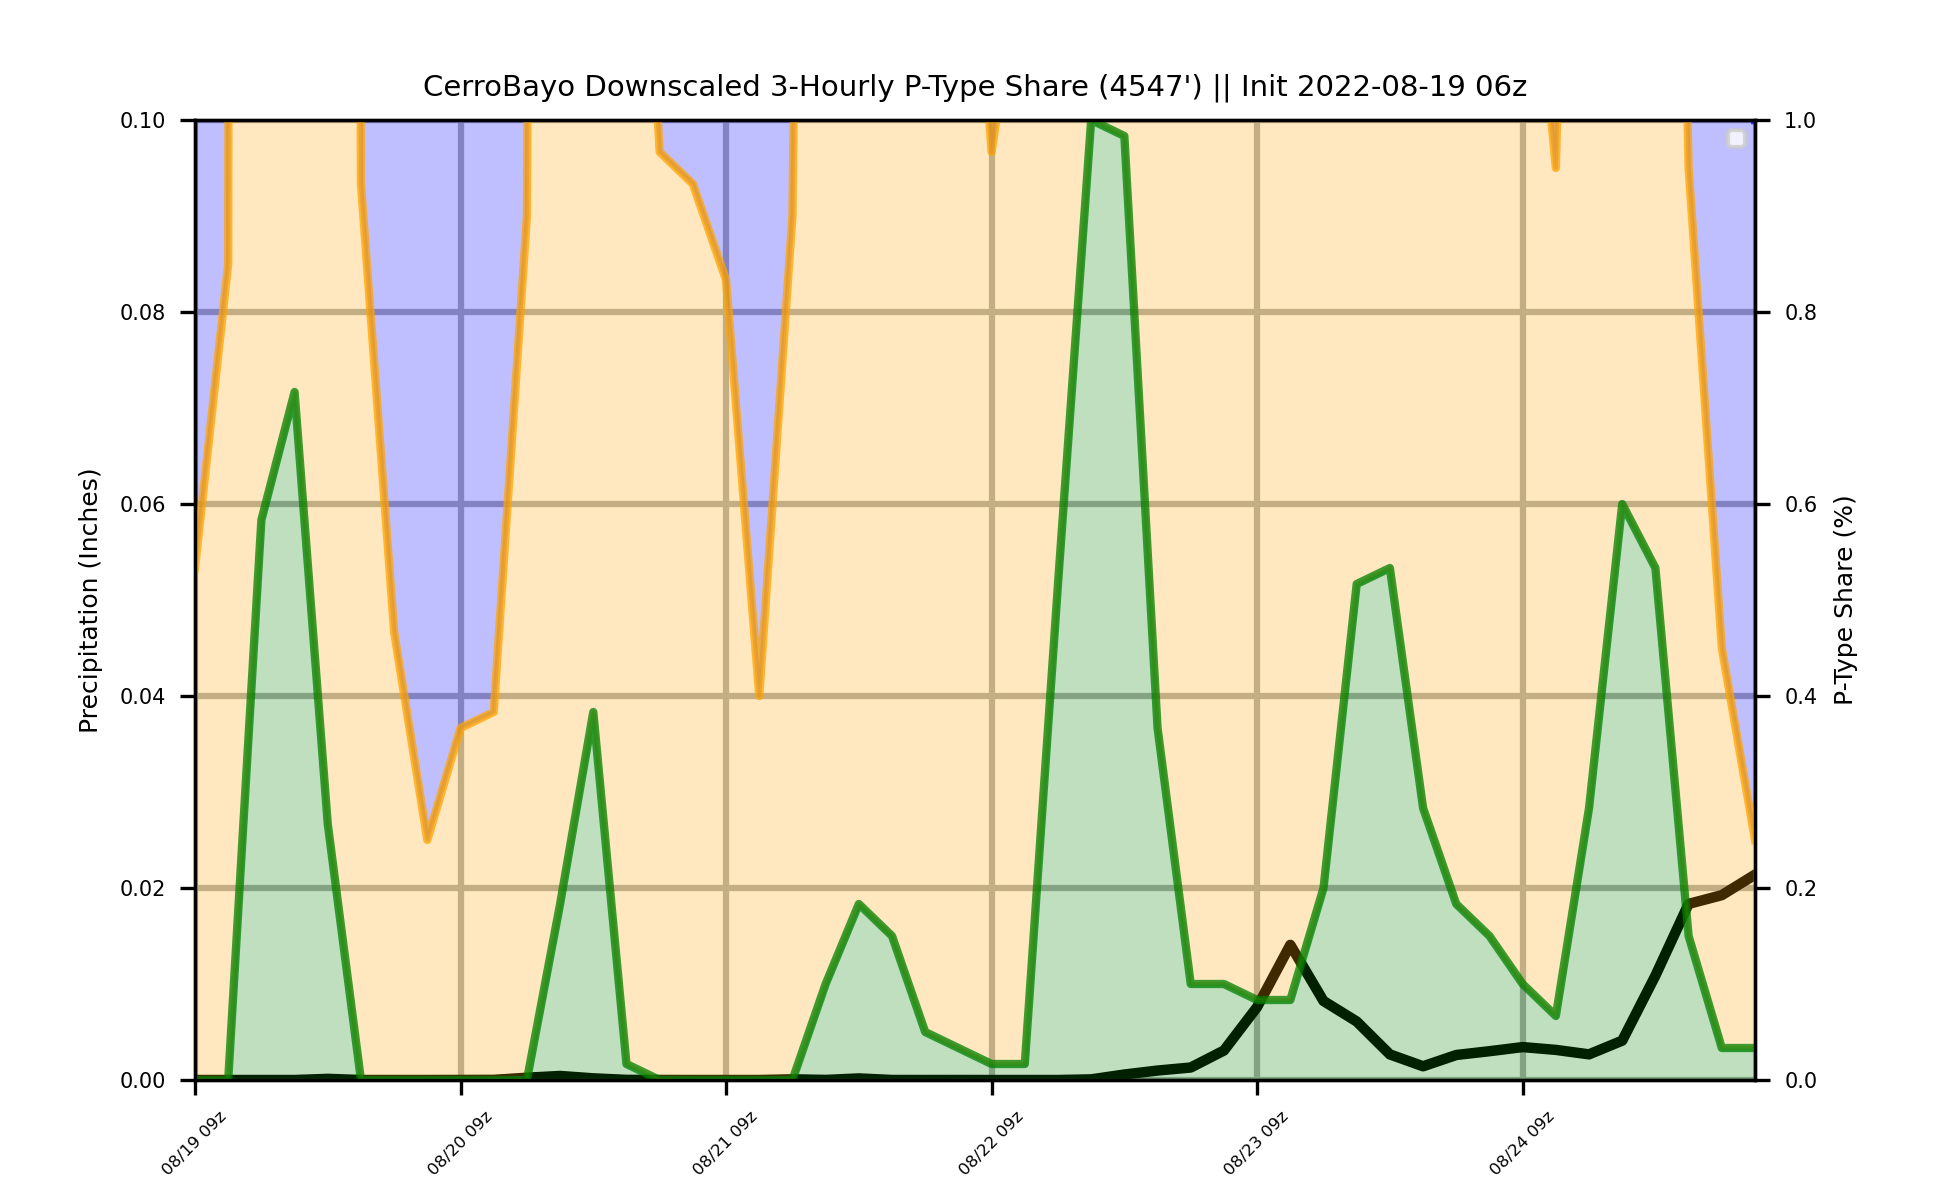 CerroBayo Downscaled 3-Hourly P-Type Share (4547') || Init 2022-08-19 06z
0.10
0.08
0.06
0.04
0.02
0.00
Precipitation (Inches)
1.0
0.8
0.6
0.4
0.2
0.0
P-Type Share (%)
08/19 09z
08/20 09z
08/21 09z
08/22 09z
08/23 09z
08/24 09z